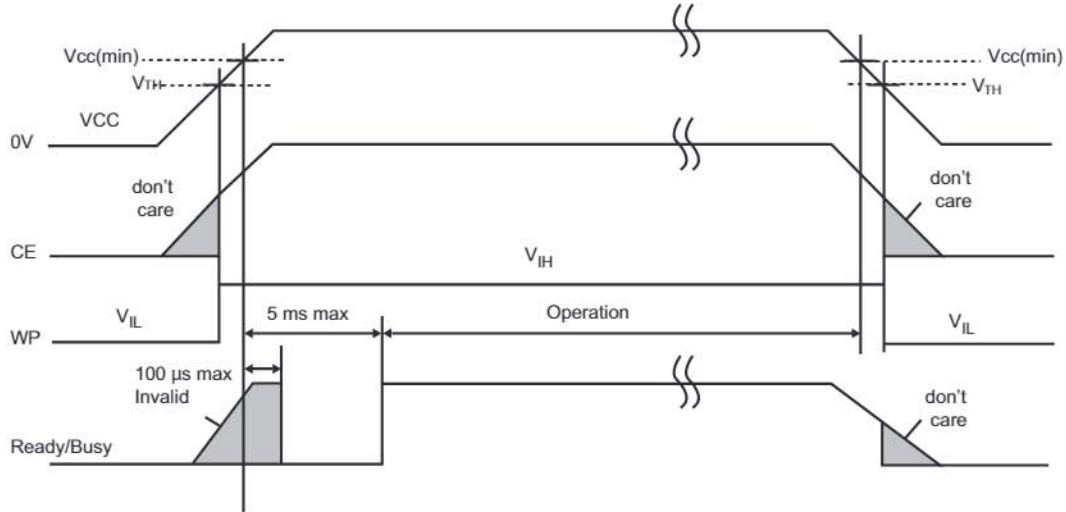 Vcc(min)
VTH
VCC
0V
don't
care
CE
VIH
VIL
WP
5 ms max
Operation
100 µs max
Invalid
Ready/Busy
Vcc(min)
VTH
don't
care
VIL
don't
care